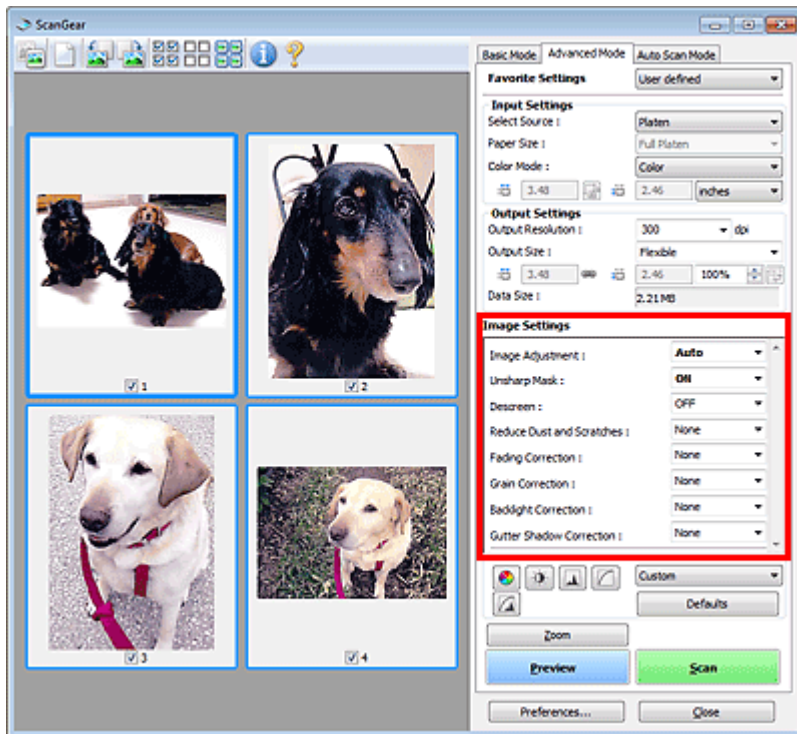 ScanGear
Basic Mode Advanced Mode Auto Scan Mode
Favorite Settings User defined
Input Settings
Select Source : Platen
Paper Size : Full Platen
Color Mode : Color
3.48 2.46 inches
Output Settings
Output Resolution : 300 dpi
Output Size : Flexible
3.48 2.46 100%
Data Size : 2.21 MB
Image Settings
Image Adjustment : Auto
Unsharp Mask : ON
Descreen : OFF
Reduce Dust and Scratches : None
Fading Correction : None
Grain Correction : None
Backlight Correction : None
Gutter Shadow Correction : None
Custom
Defaults
Zoom
Preview Scan
Preferences... Close
1 2
3 4